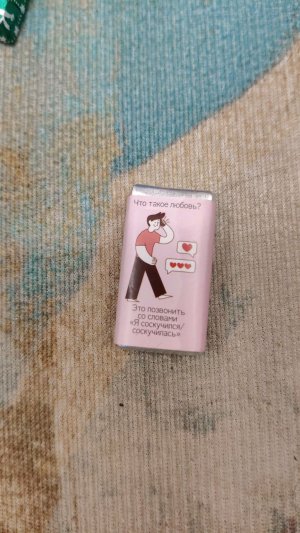 Что такое любовь?
Это позвонить
со словами
«Я соскучился/
соскучилась»